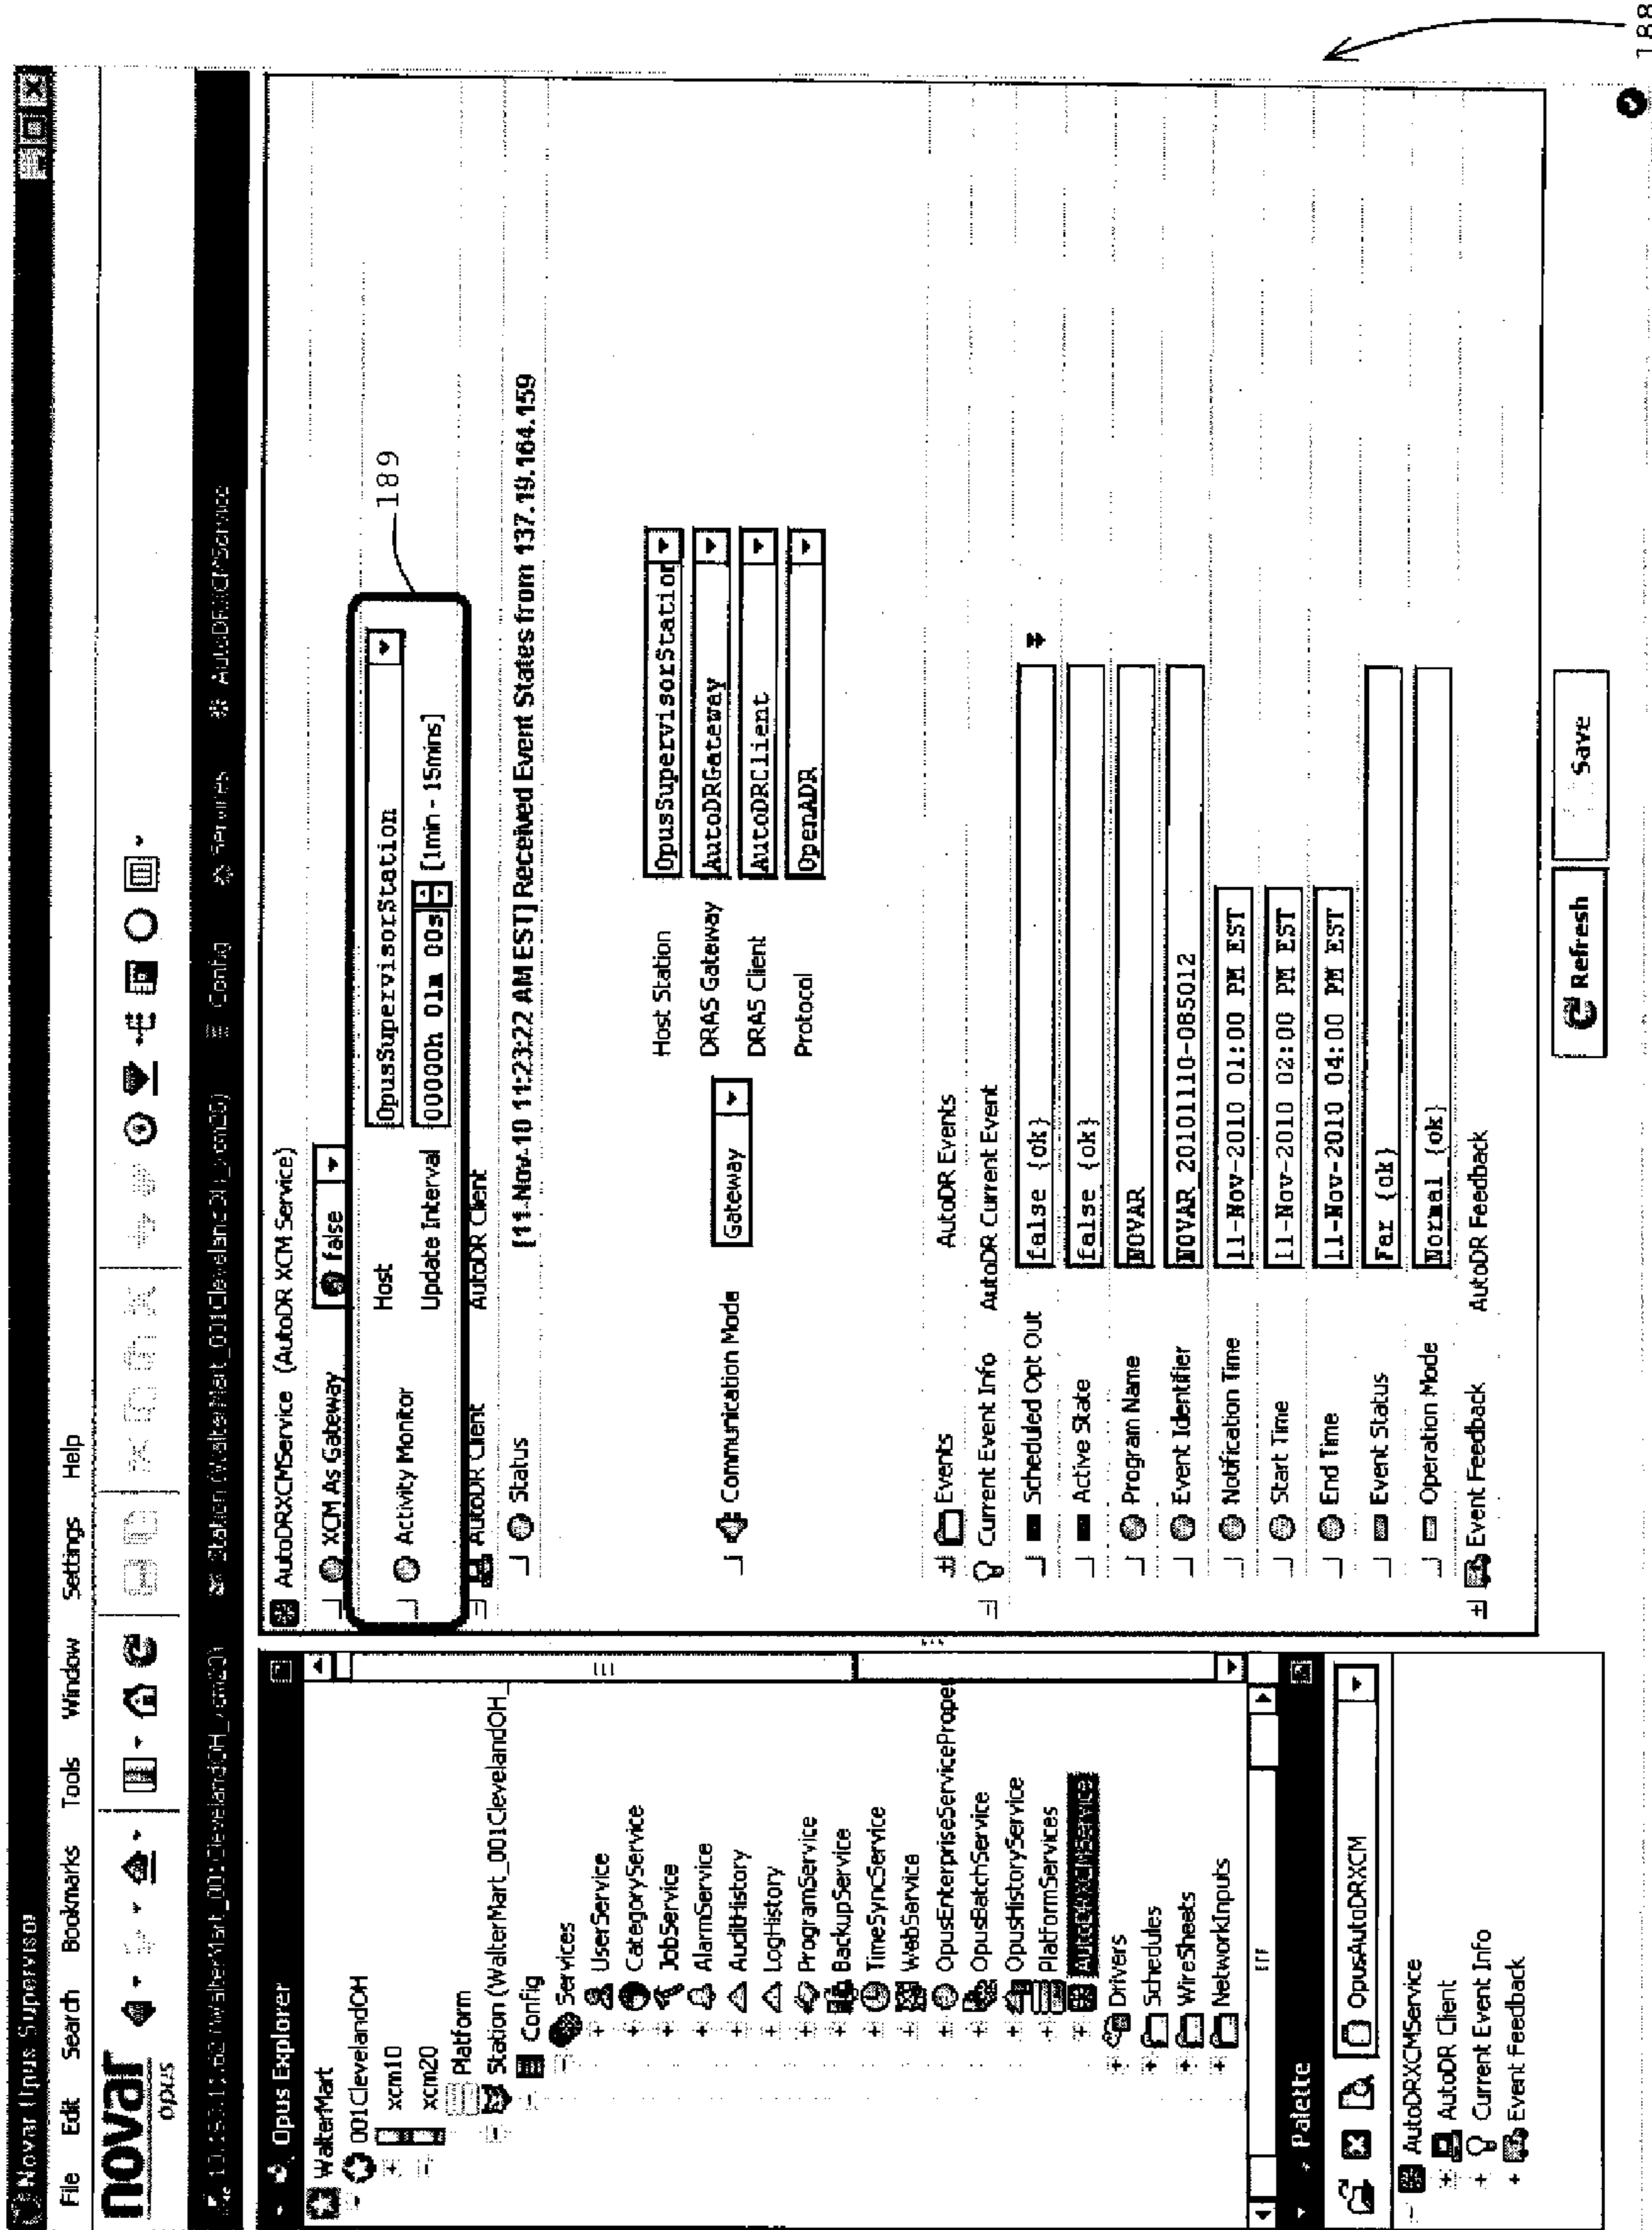 Novar Opus Supervisor
File Edit Search Bookmarks Tools Window Settings Help
novar
opus
Config
Services
AutoDRXCMService
Opus Explorer
WalterMart
001ClevelandOH
xcm10
xcm20
Platform
Station (WalterMart_001ClevelandOH_
Config
Services
UserService
CategoryService
JobService
AlarmService
AuditHistory
LogHistory
ProgramService
BackupService
TimeSyncService
WebService
OpusEnterpriseServicePrope
OpusBatchService
OpusHistoryService
PlatformServices
AutoDRXCMService
Drivers
Schedules
WireSheets
NetworkInputs
Palette
OpusAutoDRXCM
AutoDRXCMService
AutoDR Client
Current Event Info
Event Feedback
AutoDRXCMService (AutoDR XCM Service)
XCM As Gateway false
Activity Monitor
Host OpusSupervisorStation
Update Interval 00000h 01m 00s [1min - 15mins]
189
AutoDR Client AutoDR Client
Status [11-Nov-10 11:23:22 AM EST] Received Event States from 137.19.164.159
Communication Mode Gateway
Host Station OpusSupervisorStation
DRAS Gateway AutoDRGateway
DRAS Client AutoDRClient
Protocol OpenADR
Events AutoDR Events
Current Event Info AutoDR Current Event
Scheduled Opt Out false {ok}
Active State false {ok}
Program Name NOVAR
Event Identifier NOVAR_20101110-085012
Notification Time 11-Nov-2010 01:00 PM EST
Start Time 11-Nov-2010 02:00 PM EST
End Time 11-Nov-2010 04:00 PM EST
Event Status Far {ok}
Operation Mode Normal {ok}
Event Feedback AutoDR Feedback
Refresh Save
188